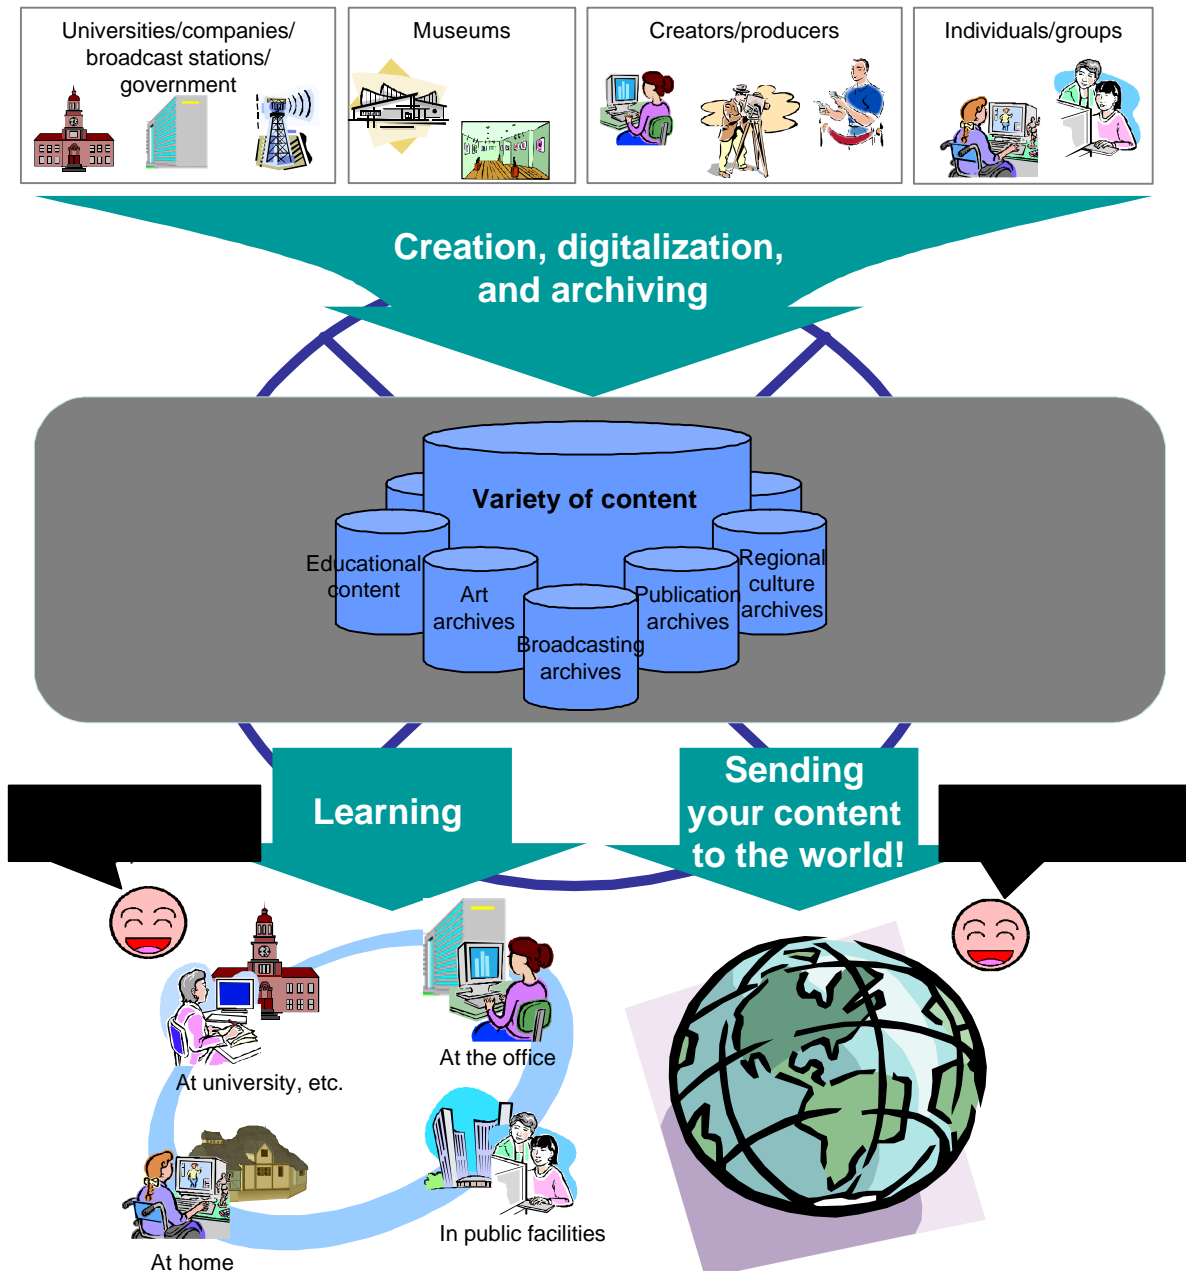 Universities/companies/
broadcast stations/
government
Museums
Creators/producers
Individuals/groups
Creation, digitalization,
and archiving
Variety of content
Educational
content
Art
archives
Broadcasting
archives
Publication
archives
Regional
culture
archives
Learning
Sending
your content
to the world!
At university, etc.
At the office
At home
In public facilities